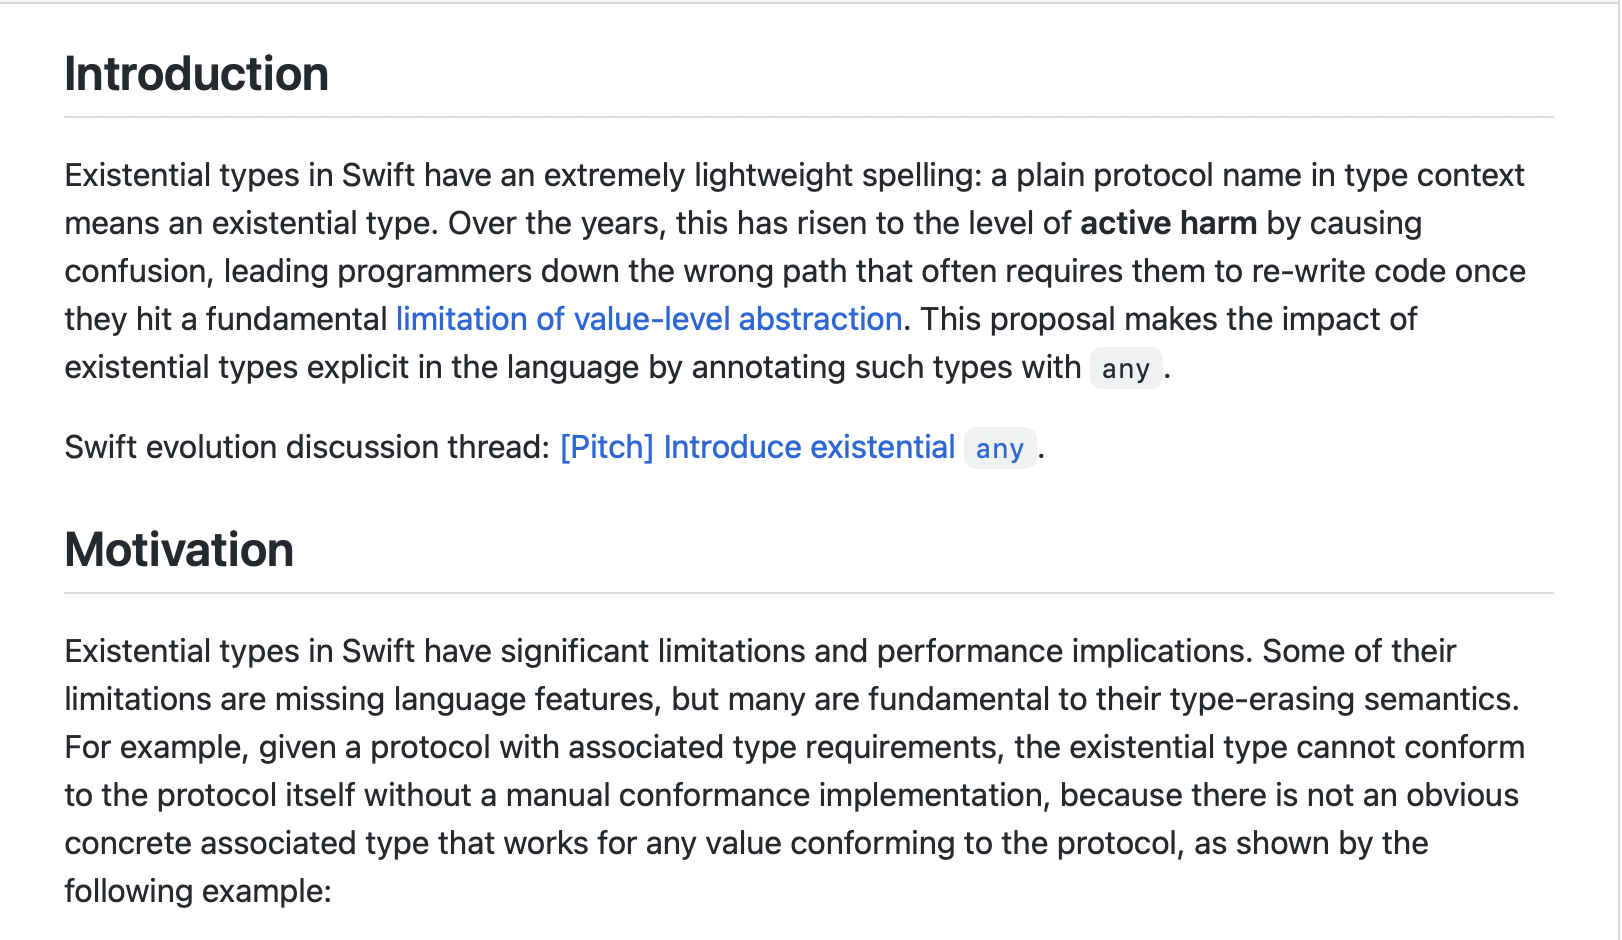 Introduction
Existential types in Swift have an extremely lightweight spelling: a plain protocol name in type context
means an existential type. Over the years, this has risen to the level of active harm by causing
confusion, leading programmers down the wrong path that often requires them to re-write code once
they hit a fundamental limitation of value-level abstraction. This proposal makes the impact of
existential types explicit in the language by annotating such types with any.
Swift evolution discussion thread: [Pitch] Introduce existential any.
Motivation
Existential types in Swift have significant limitations and performance implications. Some of their
limitations are missing language features, but many are fundamental to their type-erasing semantics.
For example, given a protocol with associated type requirements, the existential type cannot conform
to the protocol itself without a manual conformance implementation, because there is not an obvious
concrete associated type that works for any value conforming to the protocol, as shown by the
following example: